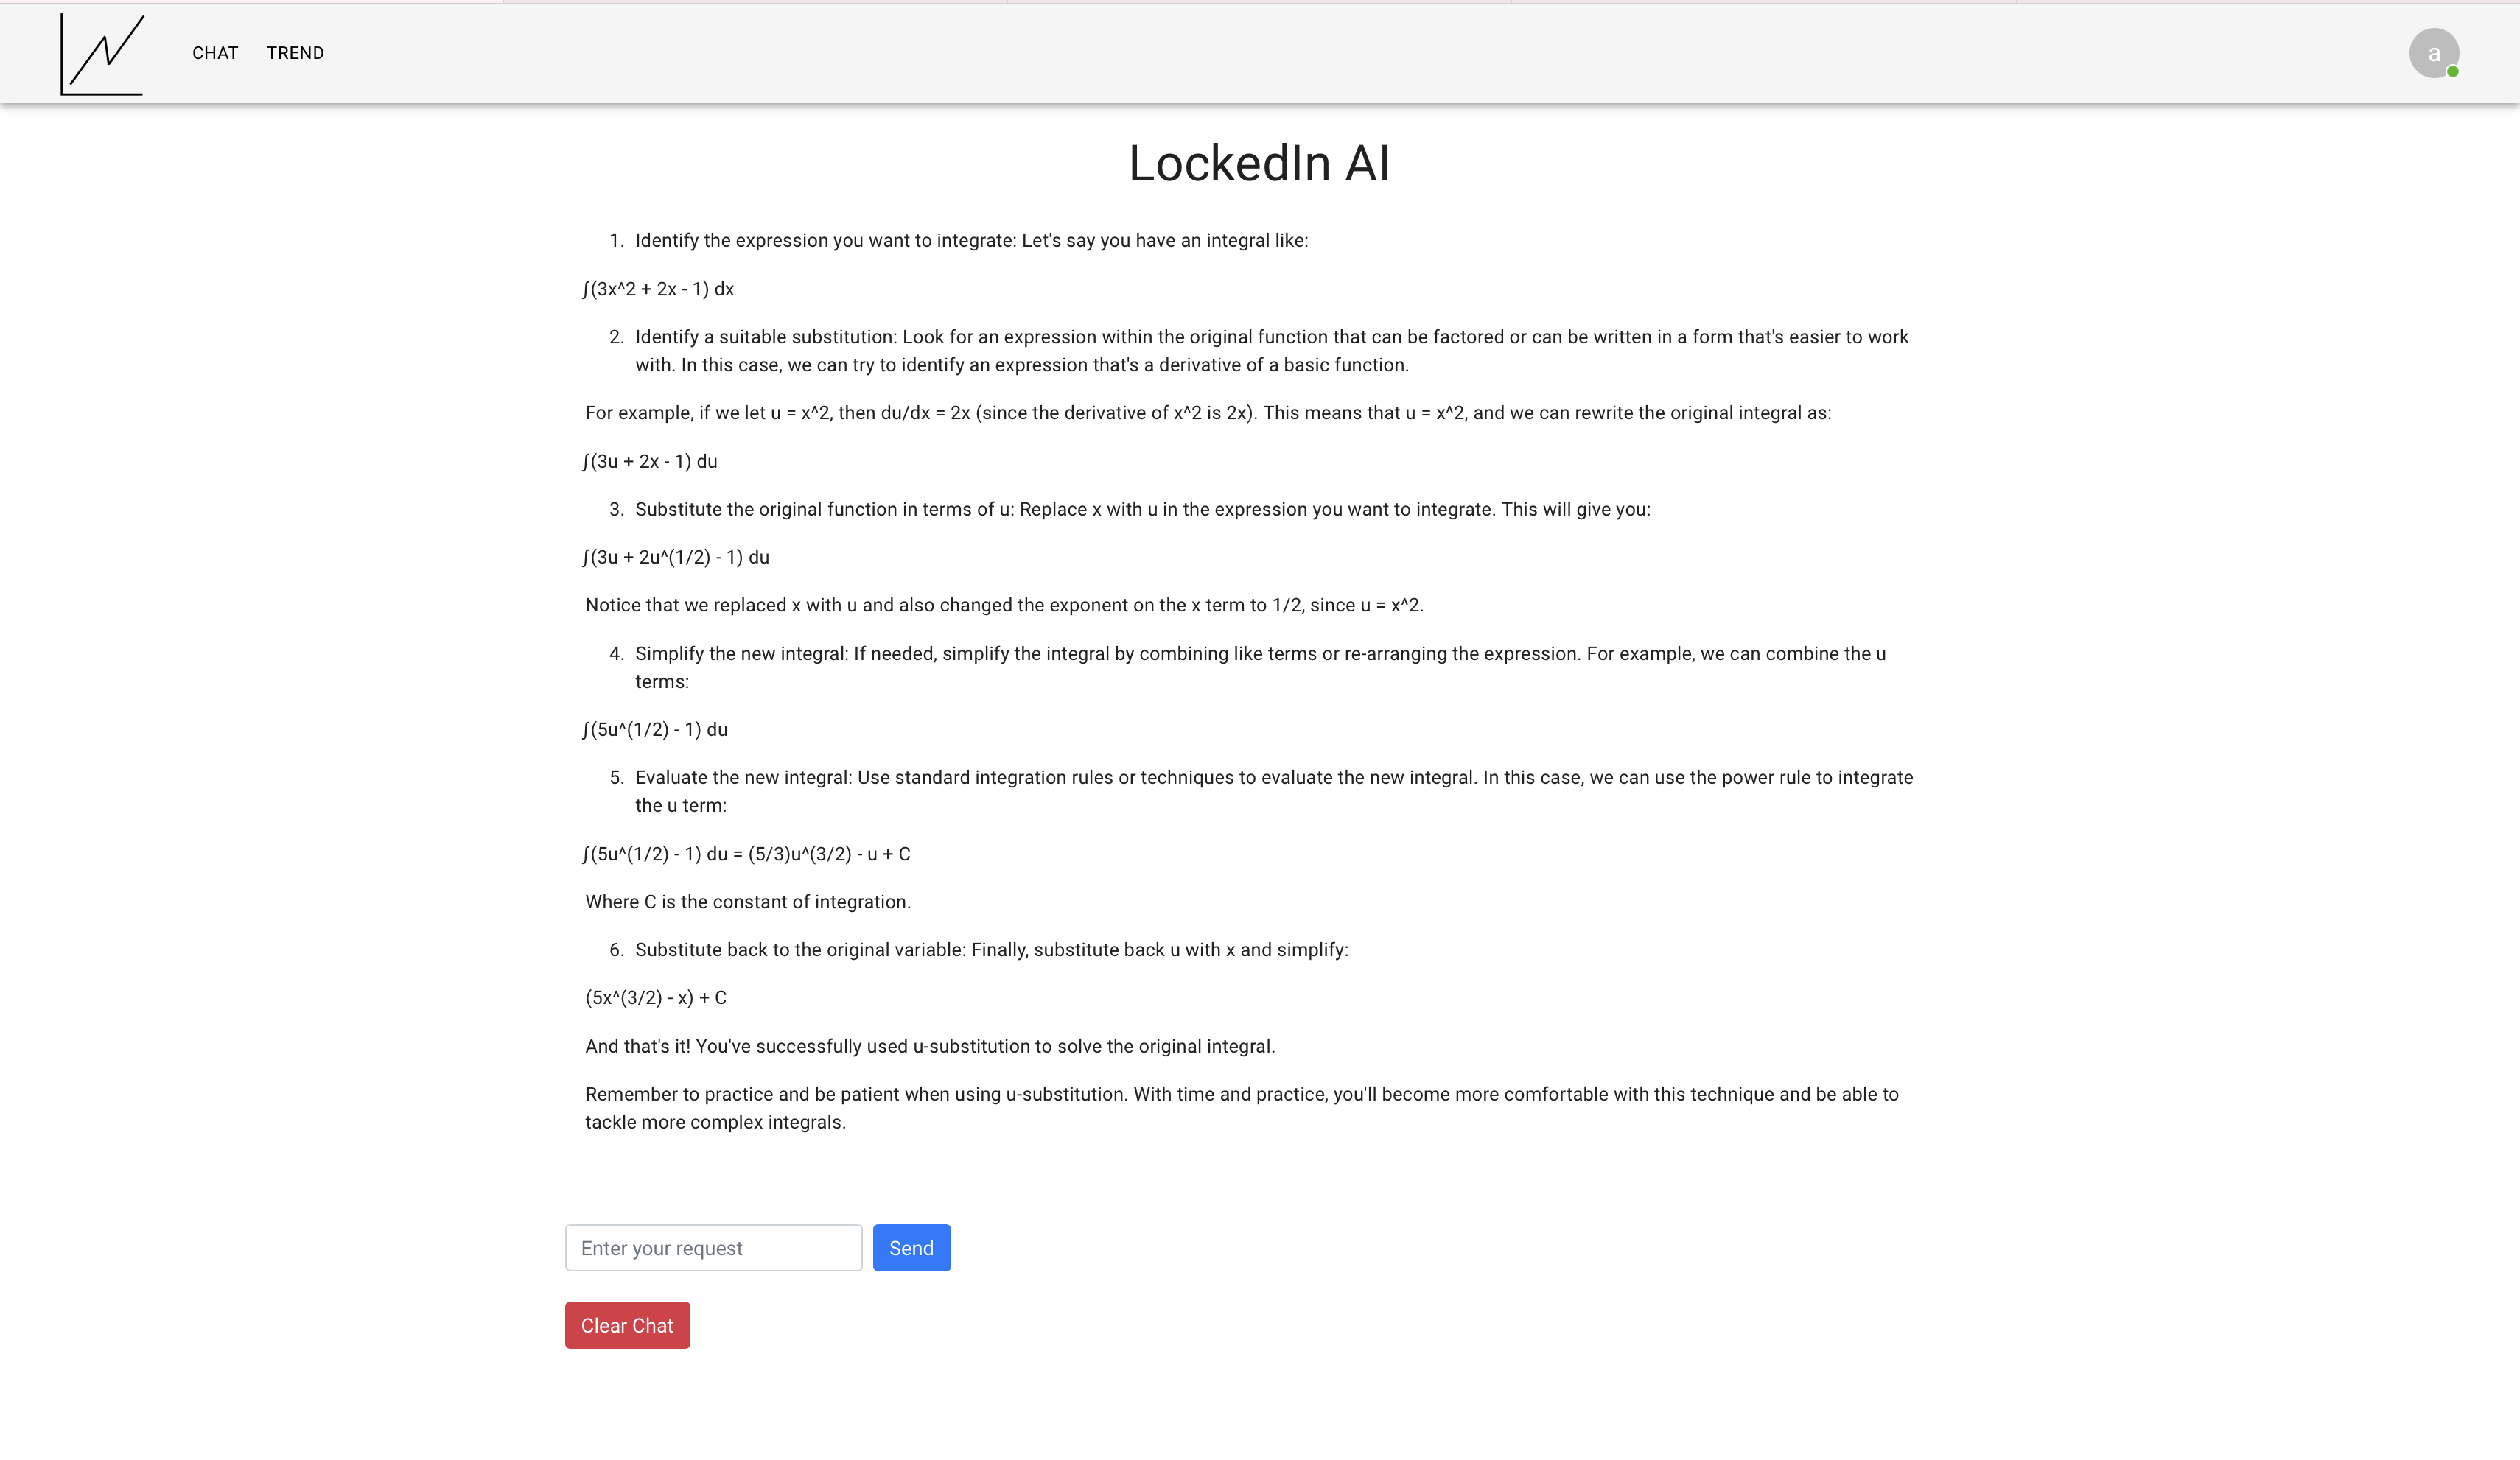 CHAT TREND a
LockedIn AI
1. Identify the expression you want to integrate: Let's say you have an integral like:
∫(3x^2 + 2x - 1) dx
2. Identify a suitable substitution: Look for an expression within the original function that can be factored or can be written in a form that's easier to work
with. In this case, we can try to identify an expression that's a derivative of a basic function.
For example, if we let u = x^2, then du/dx = 2x (since the derivative of x^2 is 2x). This means that u = x^2, and we can rewrite the original integral as:
∫(3u + 2x - 1) du
3. Substitute the original function in terms of u: Replace x with u in the expression you want to integrate. This will give you:
∫(3u + 2u^(1/2) - 1) du
Notice that we replaced x with u and also changed the exponent on the x term to 1/2, since u = x^2.
4. Simplify the new integral: If needed, simplify the integral by combining like terms or re-arranging the expression. For example, we can combine the u
terms:
∫(5u^(1/2) - 1) du
5. Evaluate the new integral: Use standard integration rules or techniques to evaluate the new integral. In this case, we can use the power rule to integrate
the u term:
∫(5u^(1/2) - 1) du = (5/3)u^(3/2) - u + C
Where C is the constant of integration.
6. Substitute back to the original variable: Finally, substitute back u with x and simplify:
(5x^(3/2) - x) + C
And that's it! You've successfully used u-substitution to solve the original integral.
Remember to practice and be patient when using u-substitution. With time and practice, you'll become more comfortable with this technique and be able to
tackle more complex integrals.
Enter your request Send
Clear Chat